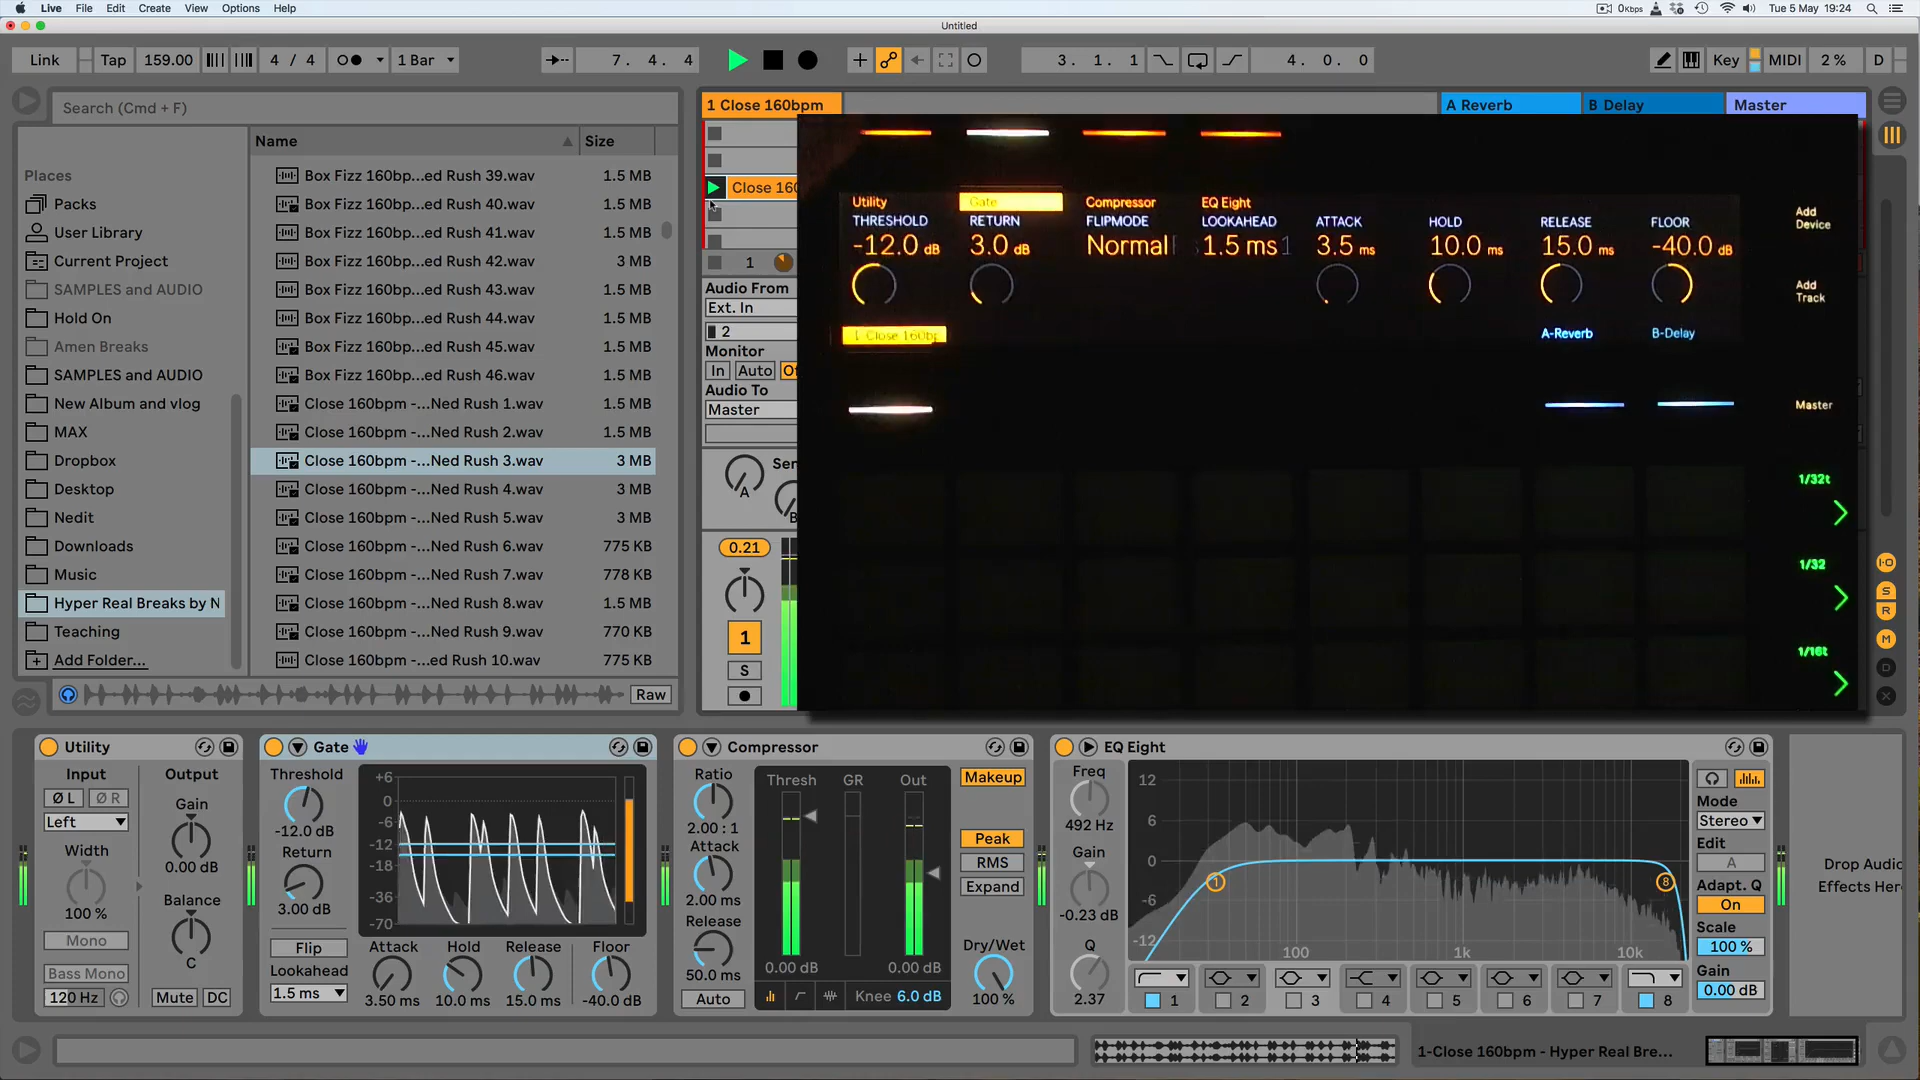 Live File Edit Create View Options Help
0Kbps Tue 5 May 19:24
Untitled
Link Tap 159.00 4 / 4 1 Bar 7. 4. 4 3. 1. 1 4. 0. 0 Key MIDI 2 % D
Search (Cmd + F)
Name Size
Places
Packs
User Library
Current Project
SAMPLES and AUDIO
Hold On
Amen Breaks
SAMPLES and AUDIO
New Album and vlog
MAX
Dropbox
Desktop
Nedit
Downloads
Music
Hyper Real Breaks by N
Teaching
Add Folder...
Box Fizz 160bp...ed Rush 39.wav 1.5 MB
Box Fizz 160bp...ed Rush 40.wav 1.5 MB
Box Fizz 160bp...ed Rush 41.wav 1.5 MB
Box Fizz 160bp...ed Rush 42.wav 3 MB
Box Fizz 160bp...ed Rush 43.wav 1.5 MB
Box Fizz 160bp...ed Rush 44.wav 1.5 MB
Box Fizz 160bp...ed Rush 45.wav 1.5 MB
Box Fizz 160bp...ed Rush 46.wav 1.5 MB
Close 160bpm -...Ned Rush 1.wav 1.5 MB
Close 160bpm -...Ned Rush 2.wav 1.5 MB
Close 160bpm -...Ned Rush 3.wav 3 MB
Close 160bpm -...Ned Rush 4.wav 3 MB
Close 160bpm -...Ned Rush 5.wav 3 MB
Close 160bpm -...Ned Rush 6.wav 775 KB
Close 160bpm -...Ned Rush 7.wav 778 KB
Close 160bpm -...Ned Rush 8.wav 1.5 MB
Close 160bpm -...Ned Rush 9.wav 770 KB
Close 160bpm -...ed Rush 10.wav 775 KB
Raw
1 Close 160bpm A Reverb B Delay Master
Close 160
1
Audio From
Ext. In
2
Monitor
In Auto O
Audio To
Master
Sen
A
B
0.21
1
S
Utility Gate Compressor EQ Eight
THRESHOLD RETURN FLIPMODE LOOKAHEAD ATTACK HOLD RELEASE FLOOR
-12.0 dB 3.0 dB Normal 1.5 ms 3.5 ms 10.0 ms 15.0 ms -40.0 dB
Add
Device
Add
Track
1 Close 160bp A-Reverb B-Delay
Master
1/32t
1/32
1/16t
I·O
S
R
M
D
Utility
Input Output
Ø L Ø R
Left
Gain
0.00 dB
Width
100 %
Balance
C
Mono
Bass Mono
120 Hz Mute DC
Gate
Threshold
-12.0 dB
Return
3.00 dB
Flip
Lookahead
1.5 ms
+6
0
-6
-12
-18
-36
-70
Attack Hold Release Floor
3.50 ms 10.0 ms 15.0 ms -40.0 dB
Compressor
Ratio
2.00 : 1
Attack
2.00 ms
Release
50.0 ms
Auto
Thresh GR Out
0.00 dB 0.00 dB
Knee 6.0 dB
Makeup
Peak
RMS
Expand
Dry/Wet
100 %
EQ Eight
Freq
492 Hz
Gain
-0.23 dB
Q
2.37
12
6
0
-6
-12
100 1k 10k
1 8
1 2 3 4 5 6 7 8
Mode
Stereo
Edit
A
Adapt. Q
On
Scale
100 %
Gain
0.00 dB
Drop Audio
Effects Here
1-Close 160bpm - Hyper Real Bre...